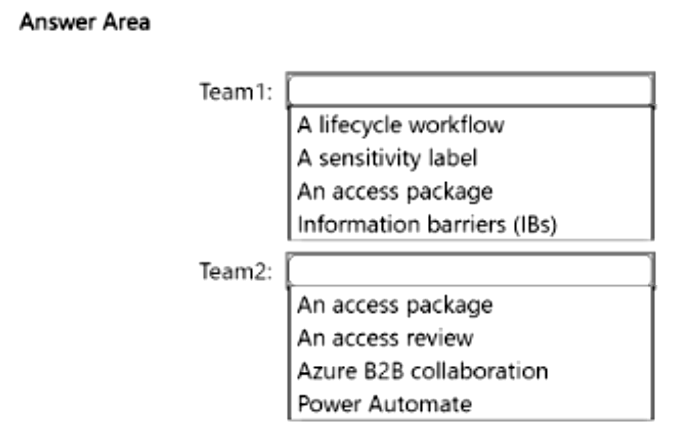 Answer Area
Team1:
A lifecycle workflow
A sensitivity label
An access package
Information barriers (IBs)
Team2:
An access package
An access review
Azure B2B collaboration
Power Automate